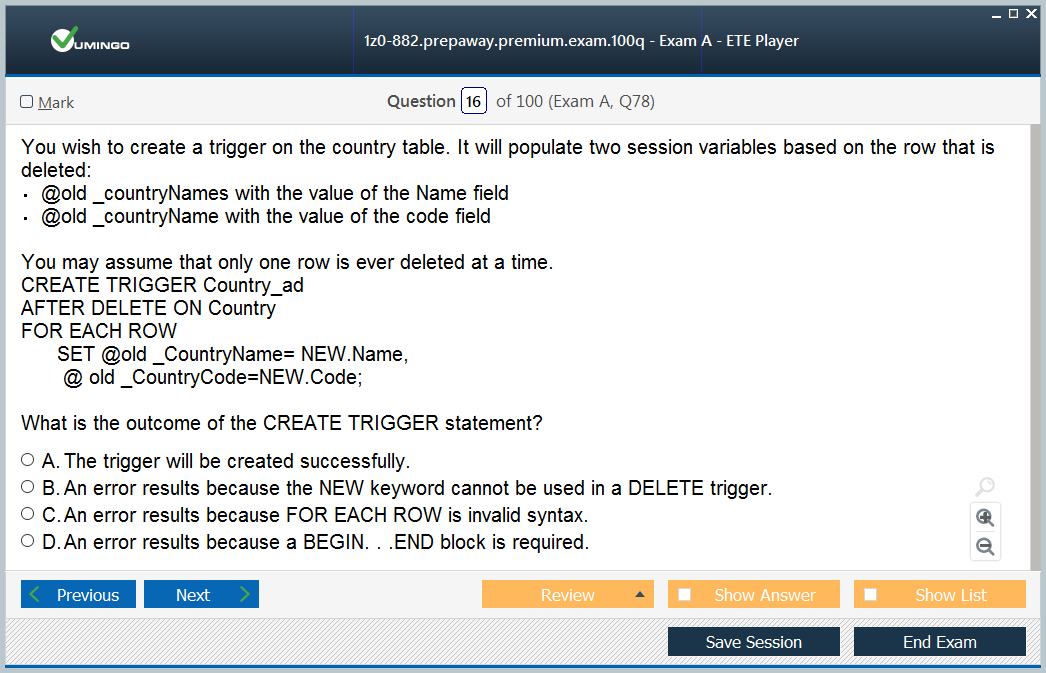 VUMINGO
1z0-882.prepaway.premium.exam.100q - Exam A - ETE Player
Mark
Question 16 of 100 (Exam A, Q78)
You wish to create a trigger on the country table. It will populate two session variables based on the row that is
deleted:
· @old _countryNames with the value of the Name field
· @old _countryName with the value of the code field
You may assume that only one row is ever deleted at a time.
CREATE TRIGGER Country_ad
AFTER DELETE ON Country
FOR EACH ROW
SET @old _CountryName= NEW.Name,
@ old _CountryCode=NEW.Code;
What is the outcome of the CREATE TRIGGER statement?
A. The trigger will be created successfully.
B. An error results because the NEW keyword cannot be used in a DELETE trigger.
C. An error results because FOR EACH ROW is invalid syntax.
D. An error results because a BEGIN. . .END block is required.
Previous
Next
Review
Show Answer
Show List
Save Session
End Exam